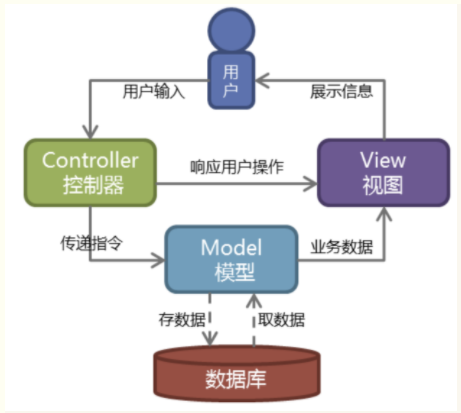 用
户
用户输入
展示信息
Controller
控制器
响应用户操作
View
视图
传递指令
Model
模型
业务数据
存数据
取数据
数据库